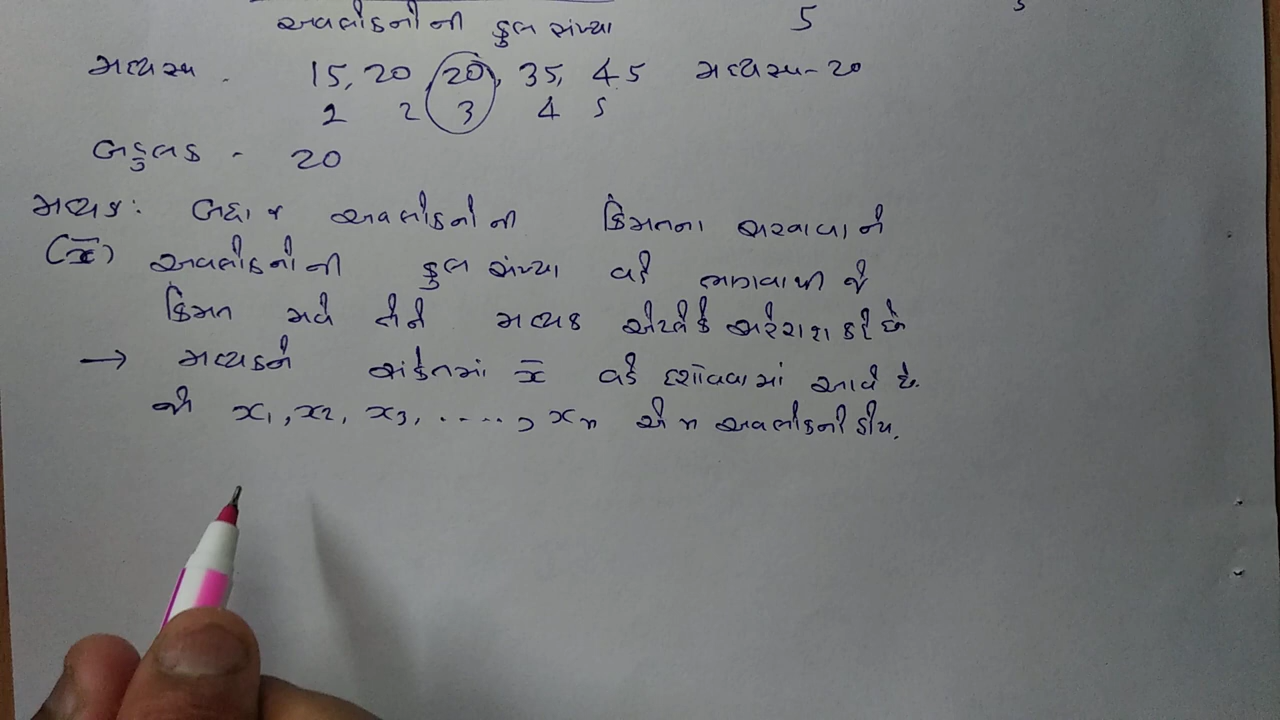 અવલોકનોની કુલ સંખ્યા 5
મધ્યસ્થ - 15, 20, 20, 35, 45 મધ્યસ્થ - 20
1 2 3 4 5
બહુલક - 20
મધ્યક: બધા જ અવલોકનોની કિંમતના સરવાળાને
(x̄) અવલોકનોની કુલ સંખ્યા વડે ભાગવાથી જે
કિંમત મળે તેને મધ્યક એટલેકે સરેરાશ કહે છે
→ મધ્યકને સંકેતમાં x̄ વડે દર્શાવવામાં આવે છે.
જો x1, x2, x3, ....., xn એ n અવલોકનો હોય.